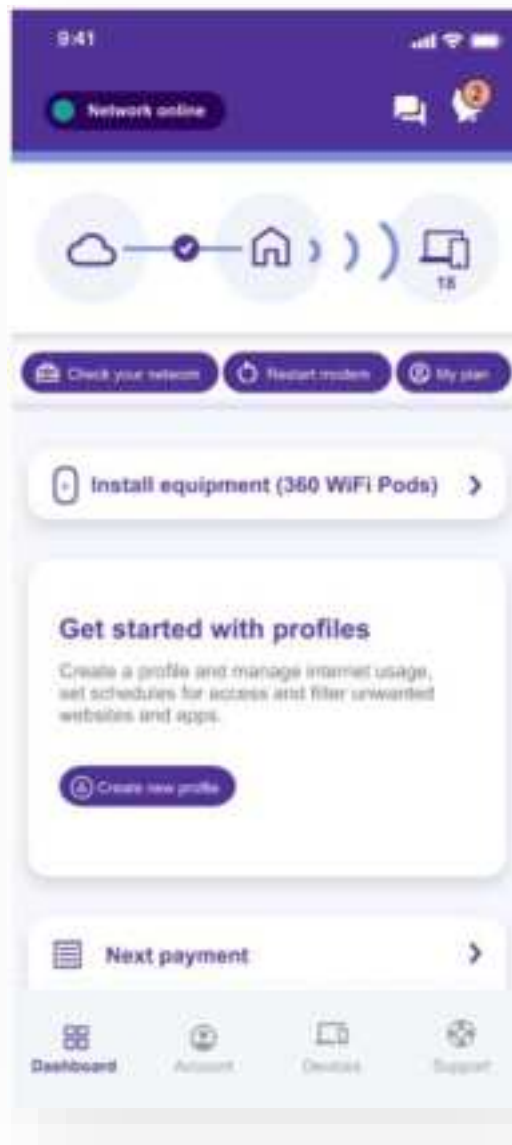 9:41
Network online
2
18
Check your network
Restart modem
My plan
Install equipment (360 WiFi Pods)
Get started with profiles
Create a profile and manage internet usage,
set schedules for access and filter unwanted
websites and apps.
Create new profile
Next payment
Dashboard
Account
Devices
Support